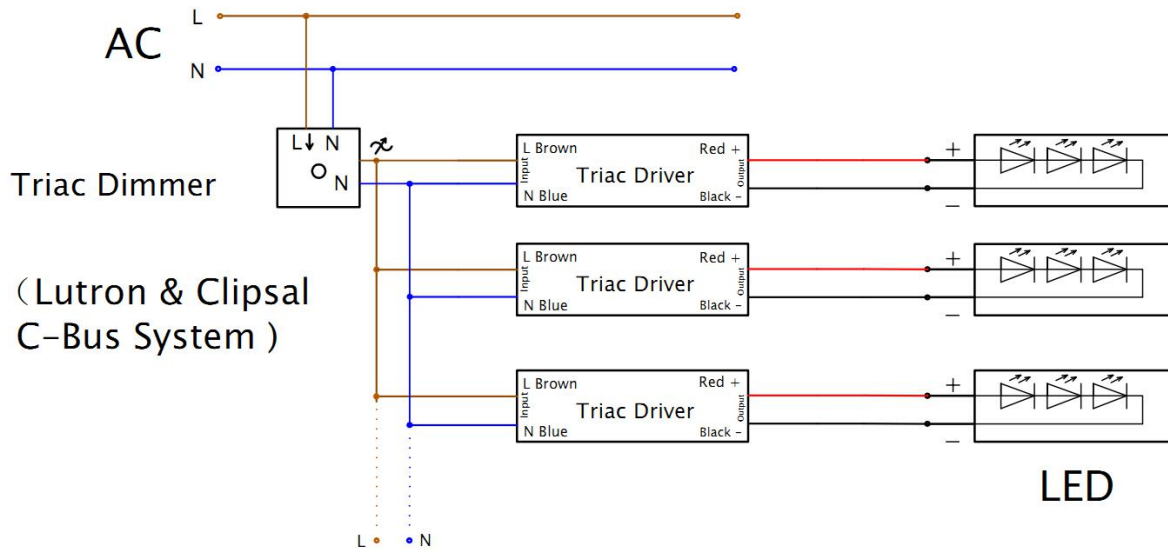 L
AC
N
L N
N
Triac Dimmer
(Lutron & Clipsal
C-Bus System )
L Brown
Input
N Blue
Triac Driver
Red +
Output
Black -
+
-
L Brown
Input
N Blue
Triac Driver
Red +
Output
Black -
+
-
L Brown
Input
N Blue
Triac Driver
Red +
Output
Black -
+
-
LED
L N